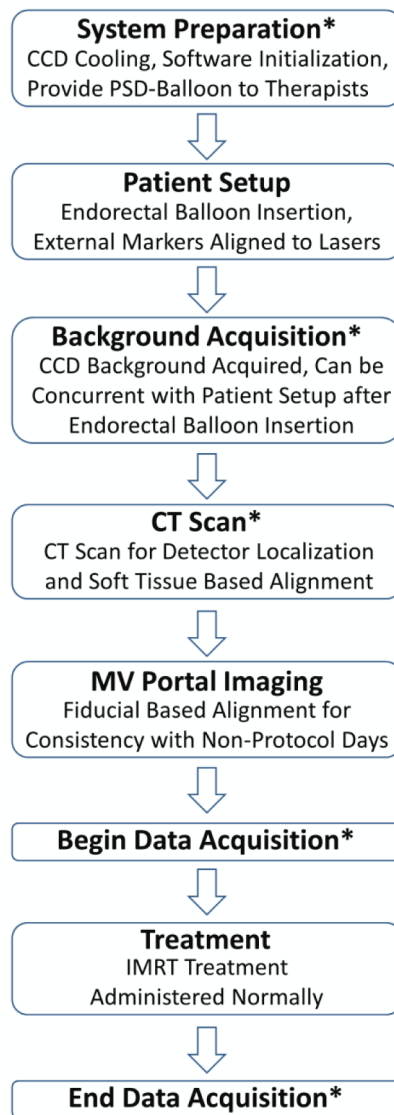 System Preparation*
CCD Cooling, Software Initialization,
Provide PSD-Balloon to Therapists
Patient Setup
Endorectal Balloon Insertion,
External Markers Aligned to Lasers
Background Acquisition*
CCD Background Acquired, Can be
Concurrent with Patient Setup after
Endorectal Balloon Insertion
CT Scan*
CT Scan for Detector Localization
and Soft Tissue Based Alignment
MV Portal Imaging
Fiducial Based Alignment for
Consistency with Non-Protocol Days
Begin Data Acquisition*
Treatment
IMRT Treatment
Administered Normally
End Data Acquisition*